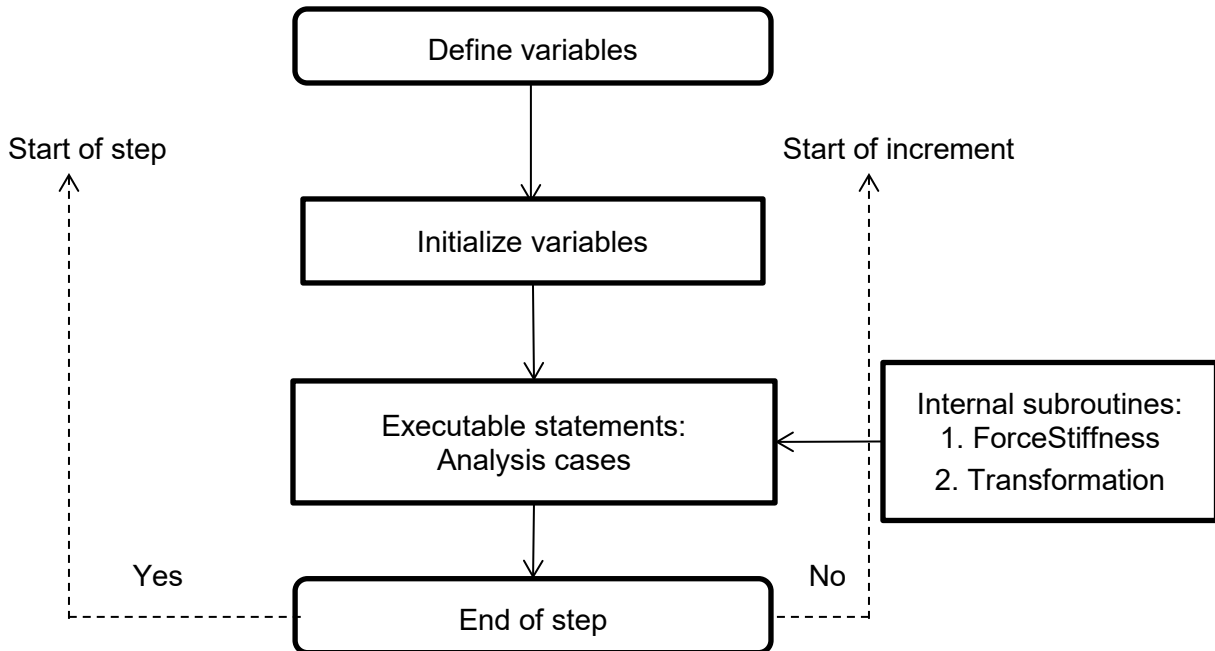 Define variables
Start of step
Start of increment
Initialize variables
Executable statements:
Analysis cases
Internal subroutines:
1. ForceStiffness
2. Transformation
Yes
No
End of step